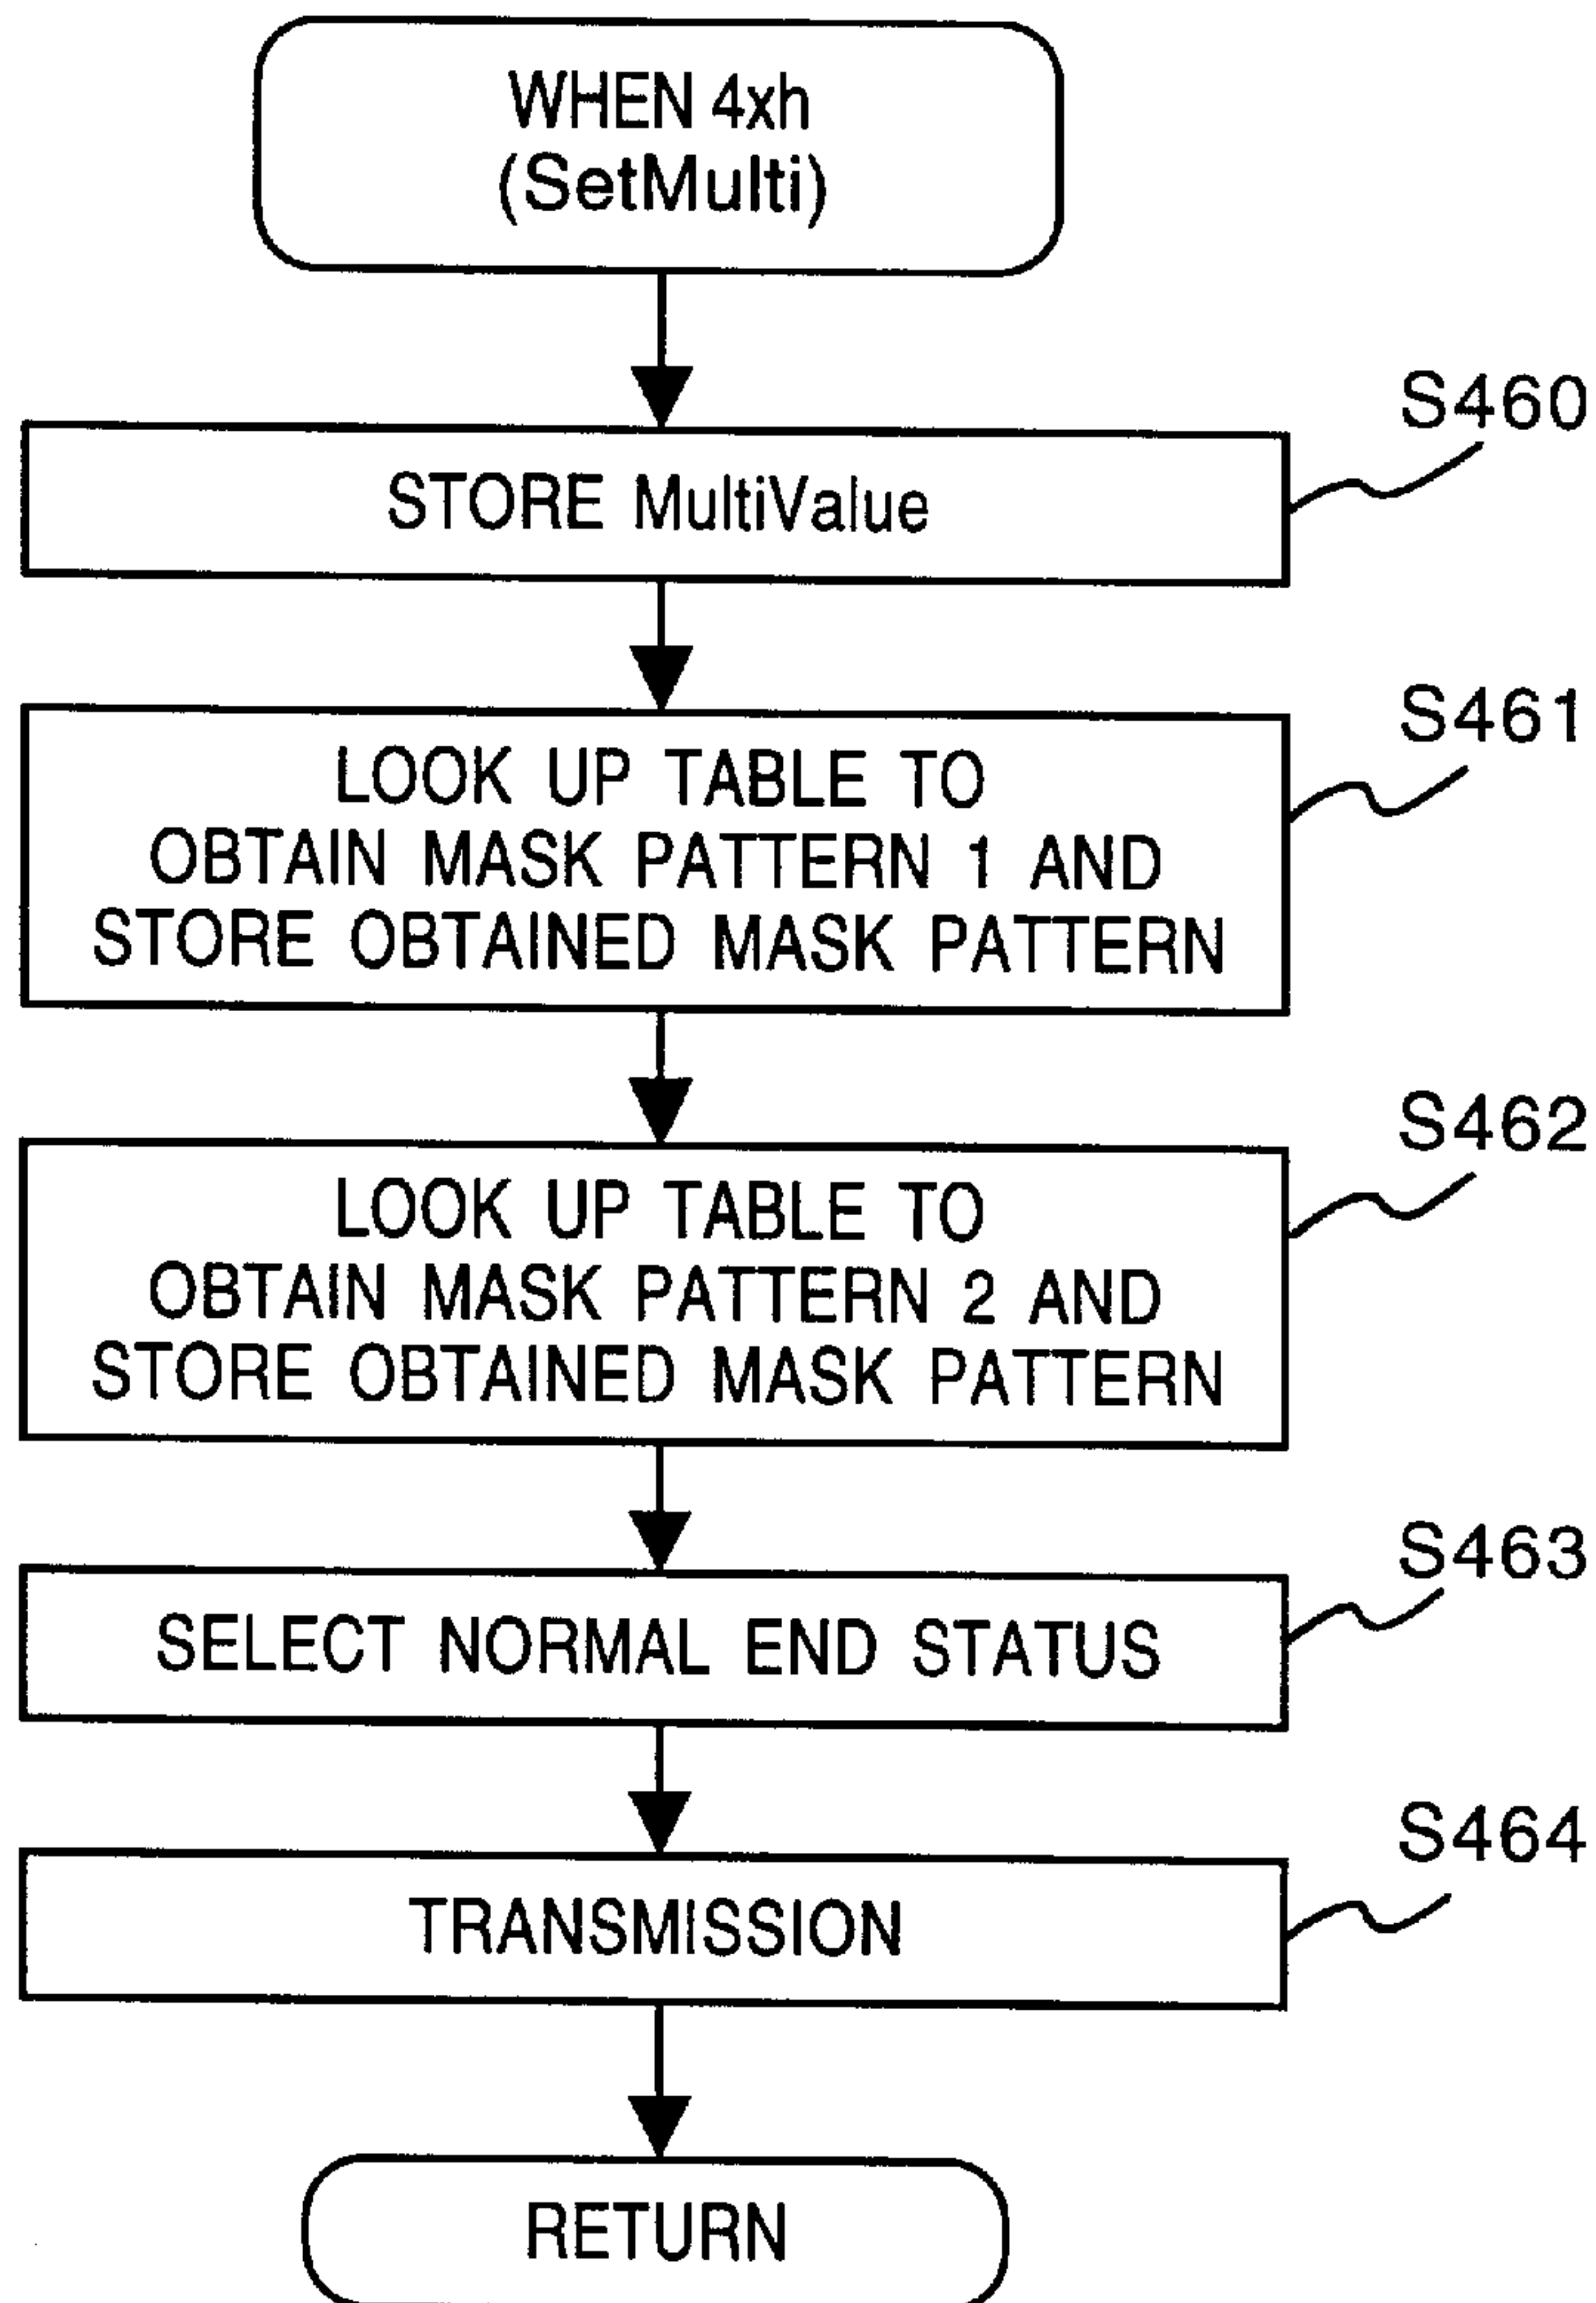 WHEN 4xh
(SetMulti)
S460
STORE MultiValue
S461
LOOK UP TABLE TO
OBTAIN MASK PATTERN 1 AND
STORE OBTAINED MASK PATTERN
S462
LOOK UP TABLE TO
OBTAIN MASK PATTERN 2 AND
STORE OBTAINED MASK PATTERN
S463
SELECT NORMAL END STATUS
S464
TRANSMISSION
RETURN